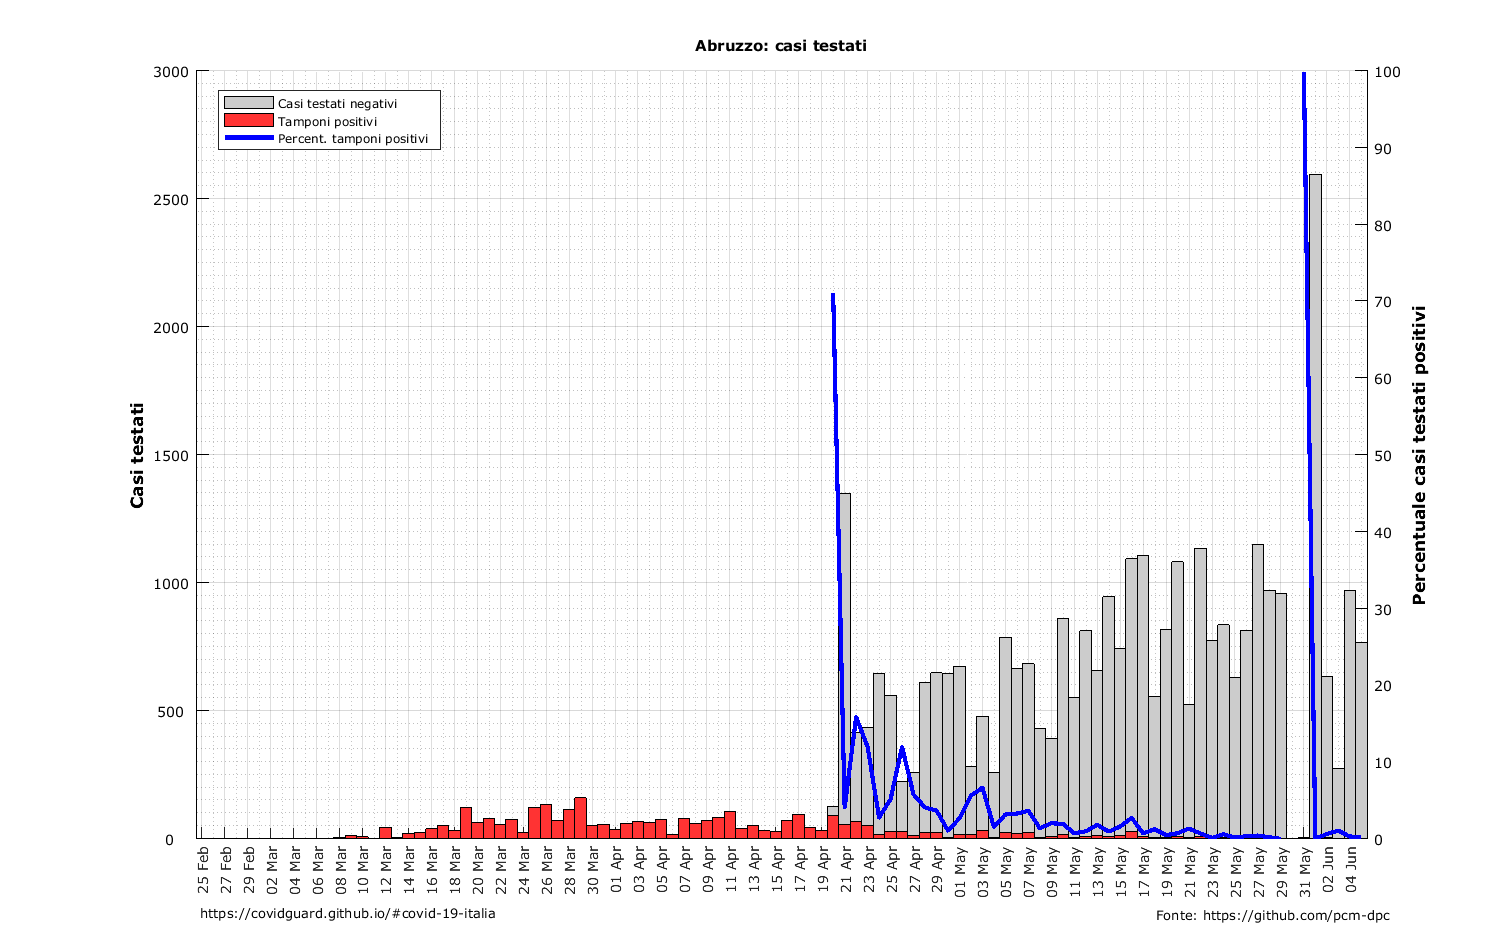 Abruzzo: casi testati
Casi testati negativi
Tamponi positivi
Percent. tamponi positivi
3000
2500
2000
1500
1000
500
0
Casi testati
100
90
80
70
60
50
40
30
20
10
0
Percentuale casi testati positivi
25 Feb
27 Feb
29 Feb
02 Mar
04 Mar
06 Mar
08 Mar
10 Mar
12 Mar
14 Mar
16 Mar
18 Mar
20 Mar
22 Mar
24 Mar
26 Mar
28 Mar
30 Mar
01 Apr
03 Apr
05 Apr
07 Apr
09 Apr
11 Apr
13 Apr
15 Apr
17 Apr
19 Apr
21 Apr
23 Apr
25 Apr
27 Apr
29 Apr
01 May
03 May
05 May
07 May
09 May
11 May
13 May
15 May
17 May
19 May
21 May
23 May
25 May
27 May
29 May
31 May
02 Jun
04 Jun
https://covidguard.github.io/#covid-19-italia
Fonte: https://github.com/pcm-dpc